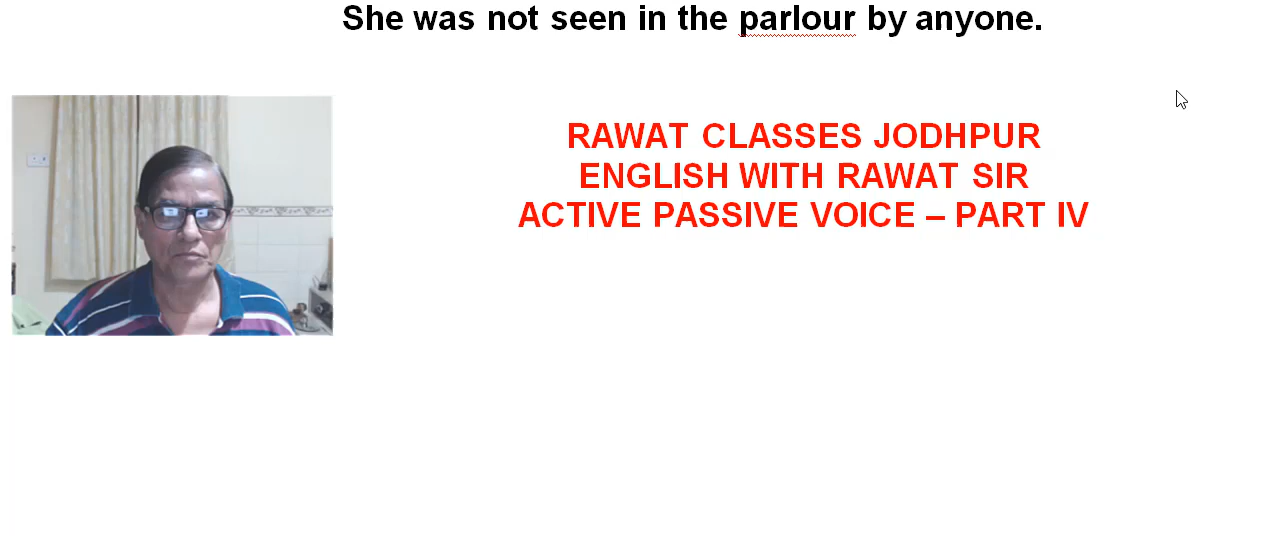 She was not seen in the parlour by anyone.
RAWAT CLASSES JODHPUR
ENGLISH WITH RAWAT SIR
ACTIVE PASSIVE VOICE – PART IV